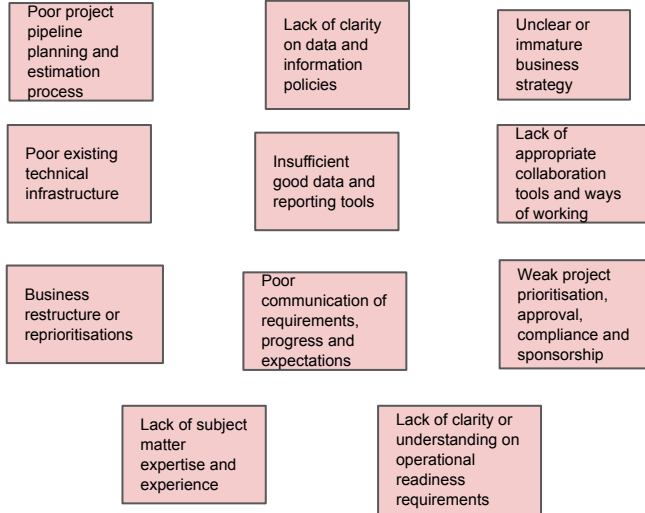 Poor project
pipeline
planning and
estimation
process
Lack of clarity
on data and
information
policies
Unclear or
immature
business
strategy
Poor existing
technical
infrastructure
Insufficient
good data and
reporting tools
Lack of
appropriate
collaboration
tools and ways
of working
Business
restructure or
reprioritisations
Poor
communication of
requirements,
progress and
expectations
Weak project
prioritisation,
approval,
compliance and
sponsorship
Lack of subject
matter
expertise and
experience
Lack of clarity or
understanding on
operational
readiness
requirements